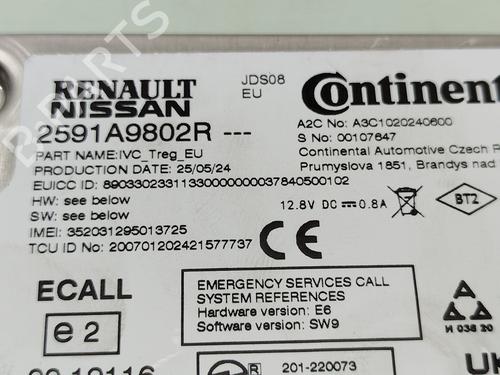 RENAULT
NISSAN
JDS08
EU
2591A9802R ---
A2C No: A3C1020240600
S No: 00107647
PART NAME:IVC_Treg_EU
Continental Automotive Czech
PRODUCTION DATE: 25/05/24
Prumyslova 1851, Brandys nad
EUICC ID: 89033023311330000000037840500102
HW: see below
SW: see below
12.8V DC 0.8A
BT2
IMEI: 352031295013725
TCU ID No: 200701202421577737
CE
ECALL
e2
EMERGENCY SERVICES CALL
SYSTEM REFERENCES
Hardware version: E6
Software version: SW9
H 036 20
R
201-220073